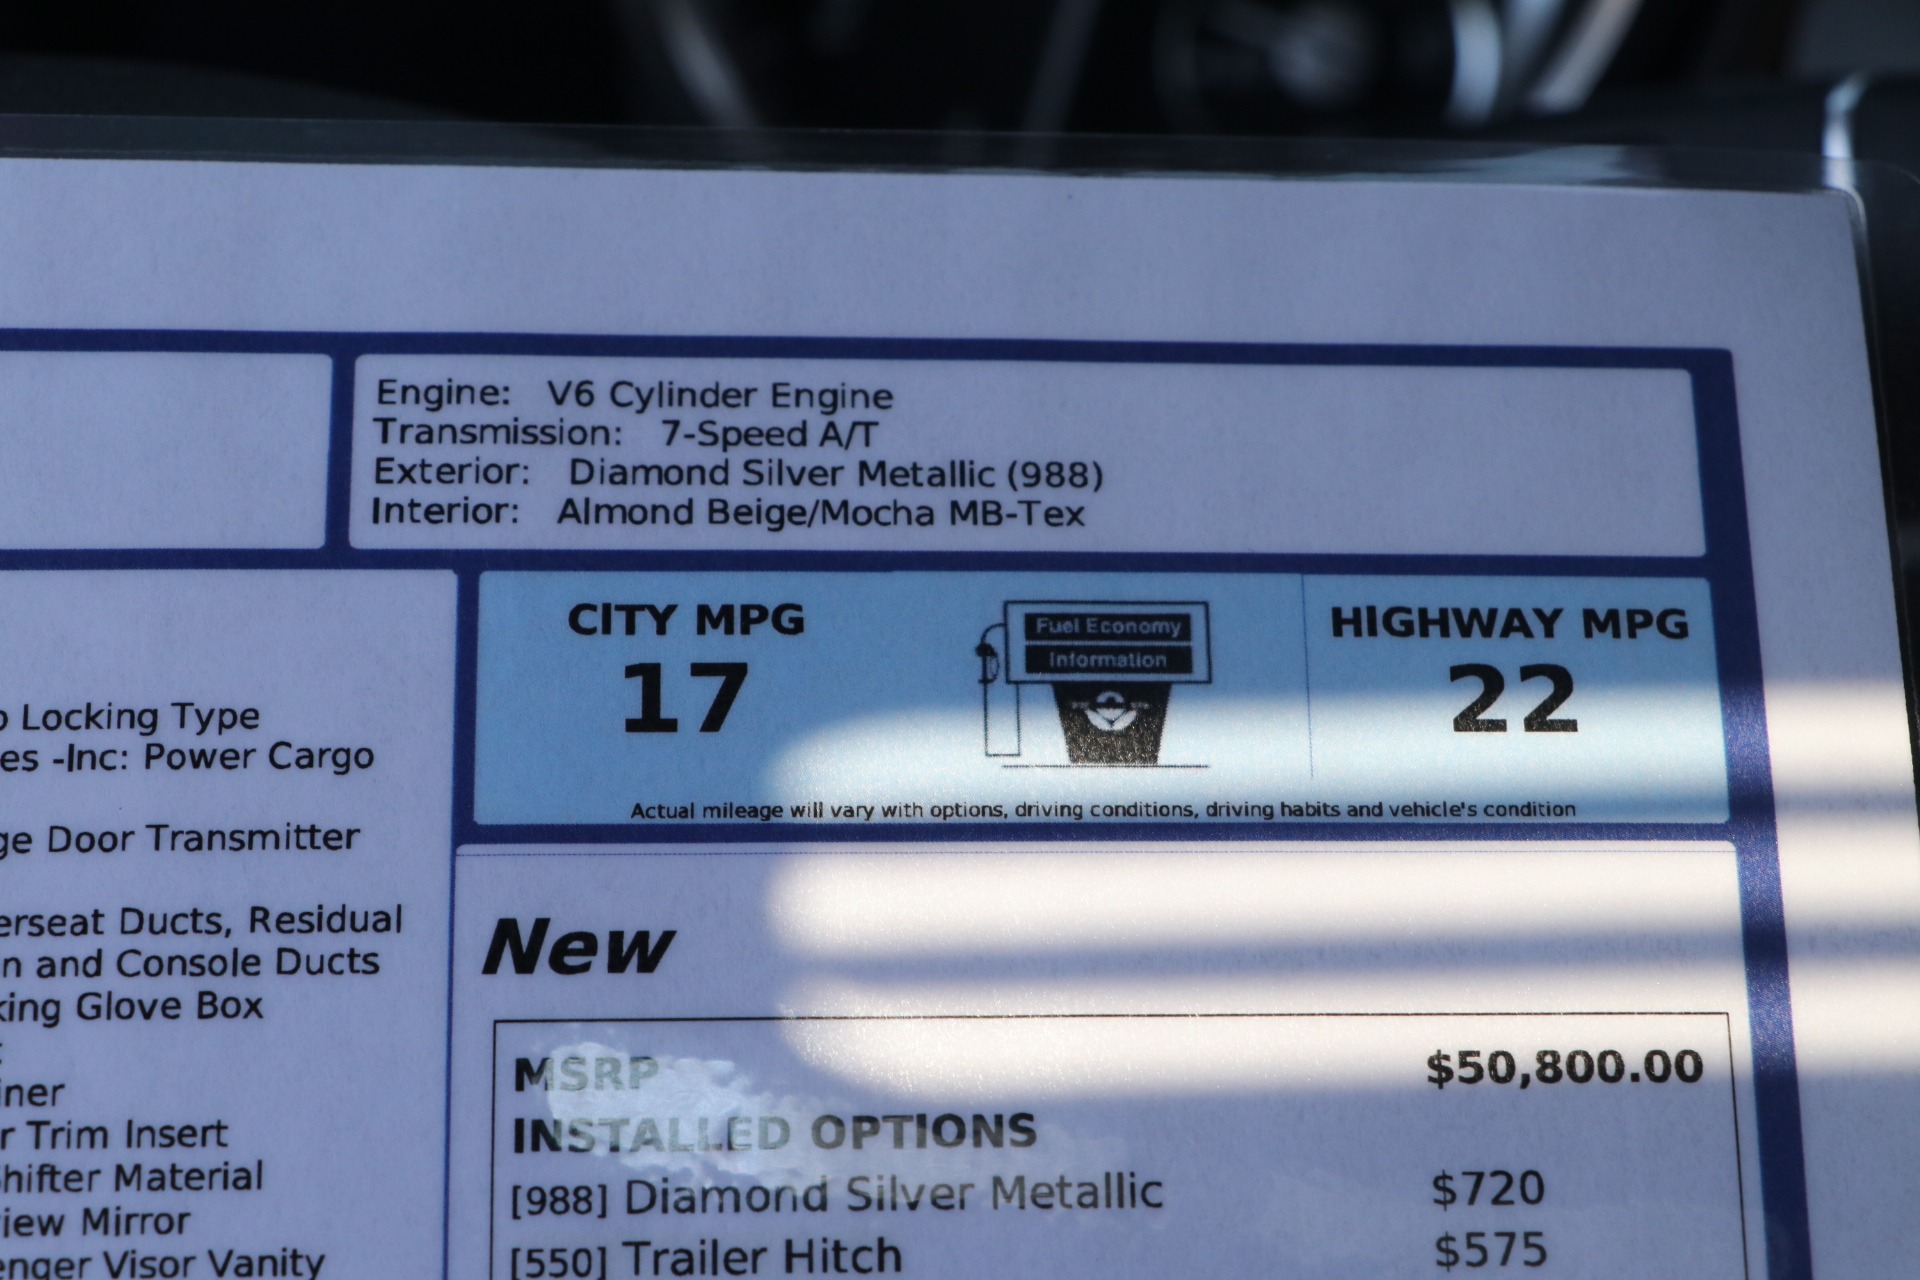 Engine: V6 Cylinder Engine
Transmission: 7-Speed A/T
Exterior: Diamond Silver Metallic (988)
Interior: Almond Beige/Mocha MB-Tex
CITY MPG
17
Fuel Economy
Information
HIGHWAY MPG
22
Actual mileage will vary with options, driving conditions, driving habits and vehicle's condition
Locking Type
es -Inc: Power Cargo
ge Door Transmitter
erseat Ducts, Residual
n and Console Ducts
king Glove Box
iner
r Trim Insert
hifter Material
iew Mirror
enger Visor Vanity
New
MSRP $50,800.00
INSTALLED OPTIONS
[988] Diamond Silver Metallic $720
[550] Trailer Hitch $575